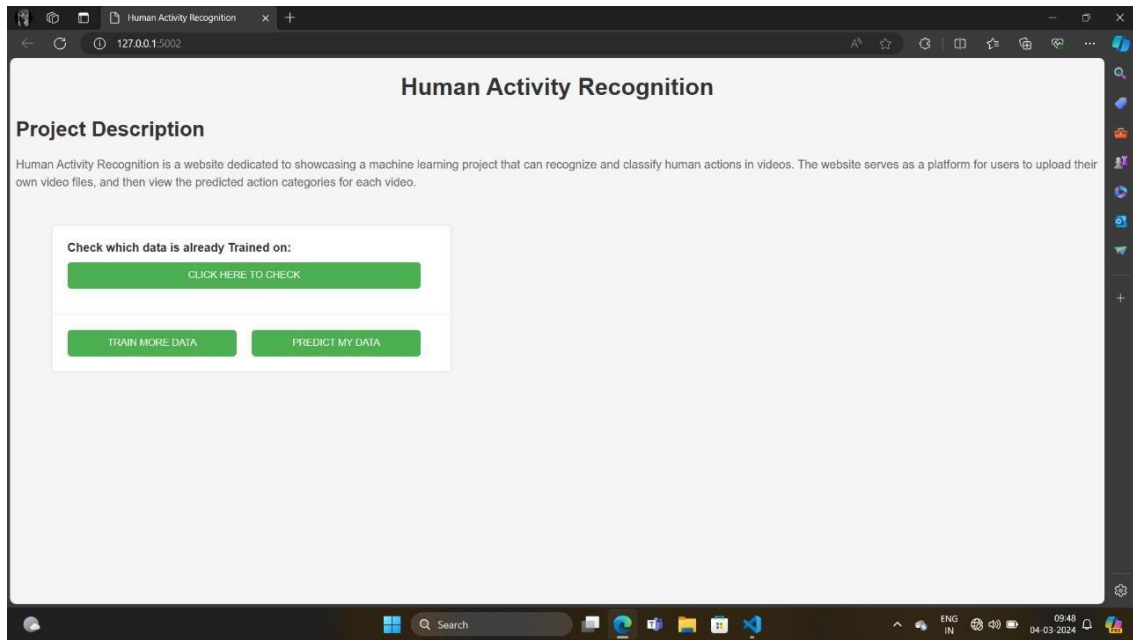 Human Activity Recognition
127.0.0.1:5002
Human Activity Recognition
Project Description
Human Activity Recognition is a website dedicated to showcasing a machine learning project that can recognize and classify human actions in videos. The website serves as a platform for users to upload their
own video files, and then view the predicted action categories for each video.
Check which data is already Trained on:
CLICK HERE TO CHECK
TRAIN MORE DATA
PREDICT MY DATA
Search
ENG
IN
09:48
04-03-2024